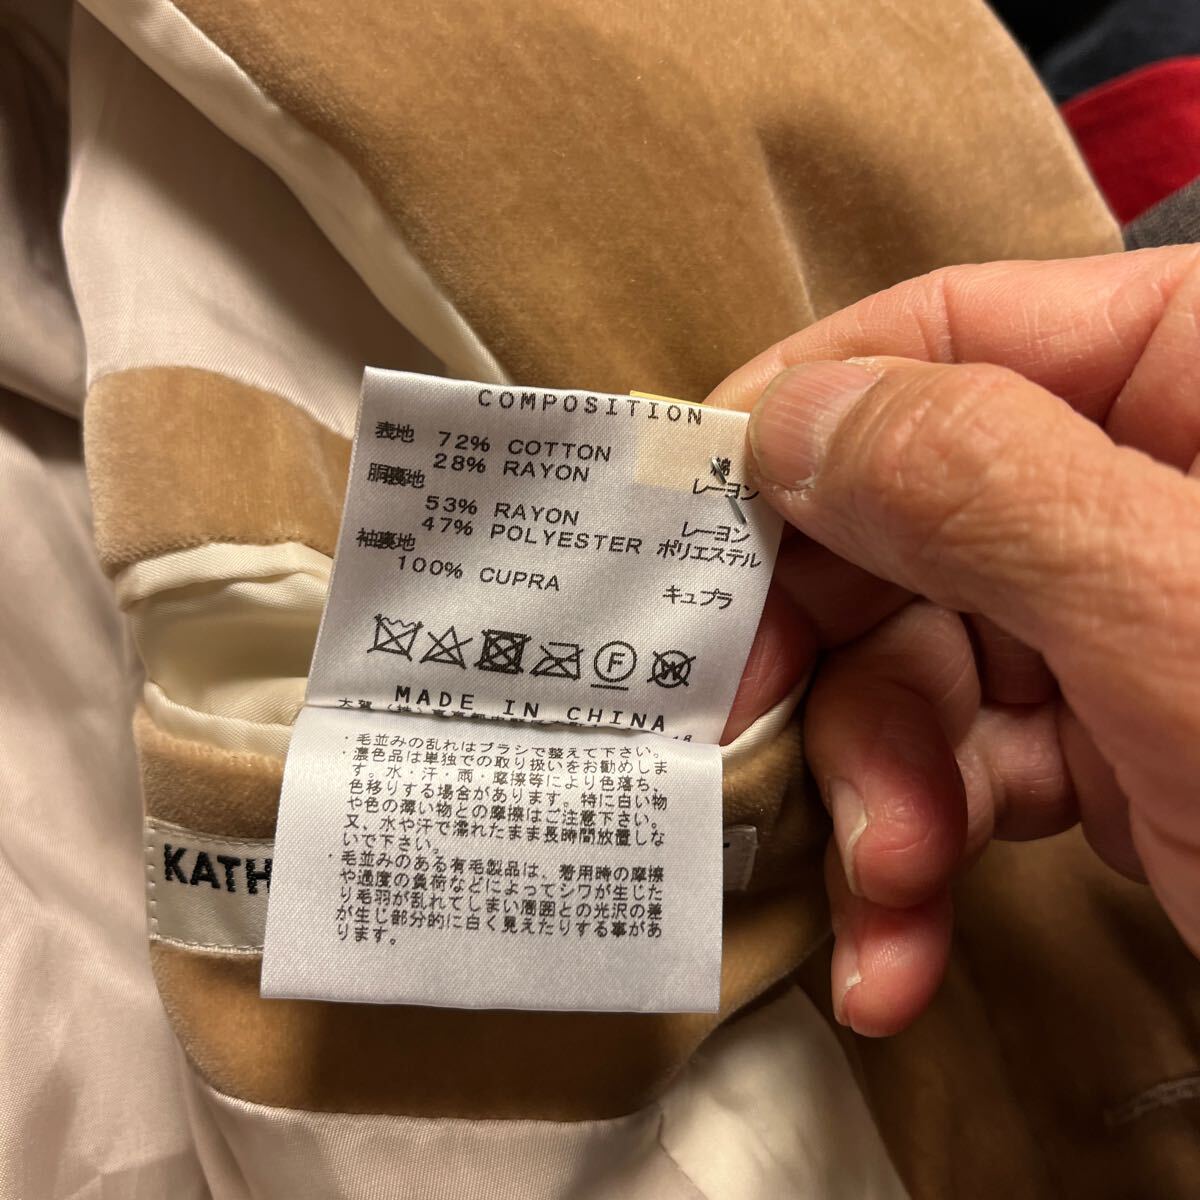 COMPOSITION
表地 72% COTTON 綿
28% RAYON レーヨン
胴裏地
53% RAYON レーヨン
47% POLYESTER ポリエステル
袖裏地
100% CUPRA キュプラ
F W
MADE IN CHINA
・毛並みの乱れはブラシで整えて下さい。
・濃色品は単独での取り扱いをお勧めしま
す。水・汗・雨・摩擦等により色落ち、
色移りする場合があります。特に白い物
や色の薄い物との摩擦はご注意下さい。
又、水や汗で濡れたまま長時間放置しな
いで下さい。
・毛並みのある有毛製品は、着用時の摩擦
や過度の負荷などによってシワが生じた
り毛羽が乱れてしまい周囲との光沢の差
が生じ部分的に白く見えたりする事があ
ります。
KATH